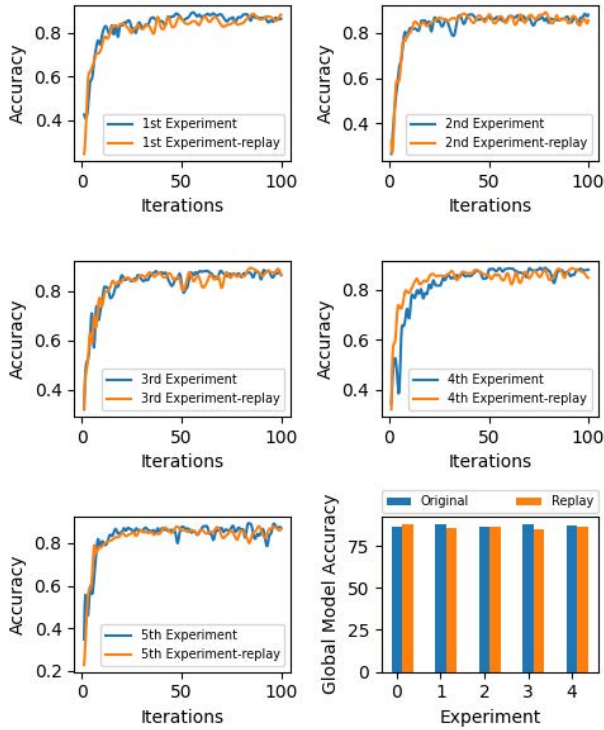 Accuracy
0.8
0.6
0.4
1st Experiment
1st Experiment-replay
0
50
100
Iterations
Accuracy
0.8
0.6
0.4
2nd Experiment
2nd Experiment-replay
0
50
100
Iterations
Accuracy
0.8
0.6
0.4
3rd Experiment
3rd Experiment-replay
0
50
100
Iterations
Accuracy
0.8
0.6
0.4
4th Experiment
4th Experiment-replay
0
50
100
Iterations
Accuracy
0.8
0.6
0.4
0.2
5th Experiment
5th Experiment-replay
0
50
100
Iterations
Original
Replay
Global Model Accuracy
75
50
25
0
0
1
2
3
4
Experiment